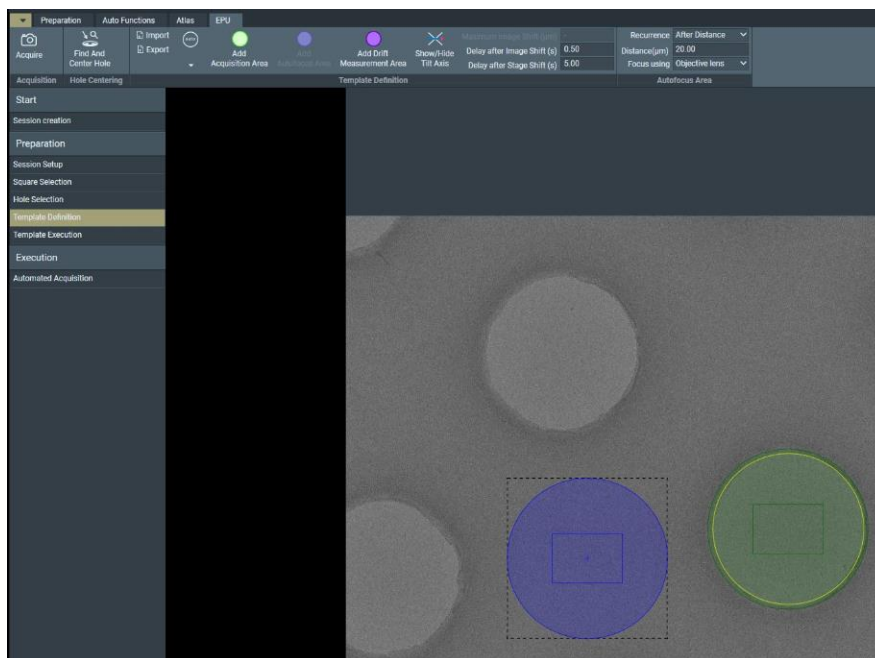 Preparation Auto Functions Atlas EPU
Acquire
Find And
Center Hole
Import
Export
Add
Acquisition Area
Add
Autofocus Area
Add Drift
Measurement Area
Show/Hide
Tilt Axis
Maximum Image Shift (µm) -
Delay after Image Shift (s) 0.50
Delay after Stage Shift (s) 5.00
Recurrence After Distance
Distance(µm) 20.00
Focus using Objective lens
Acquisition Hole Centering Template Definition Autofocus Area
Start
Session creation
Preparation
Session Setup
Square Selection
Hole Selection
Template Definition
Template Execution
Execution
Automated Acquisition